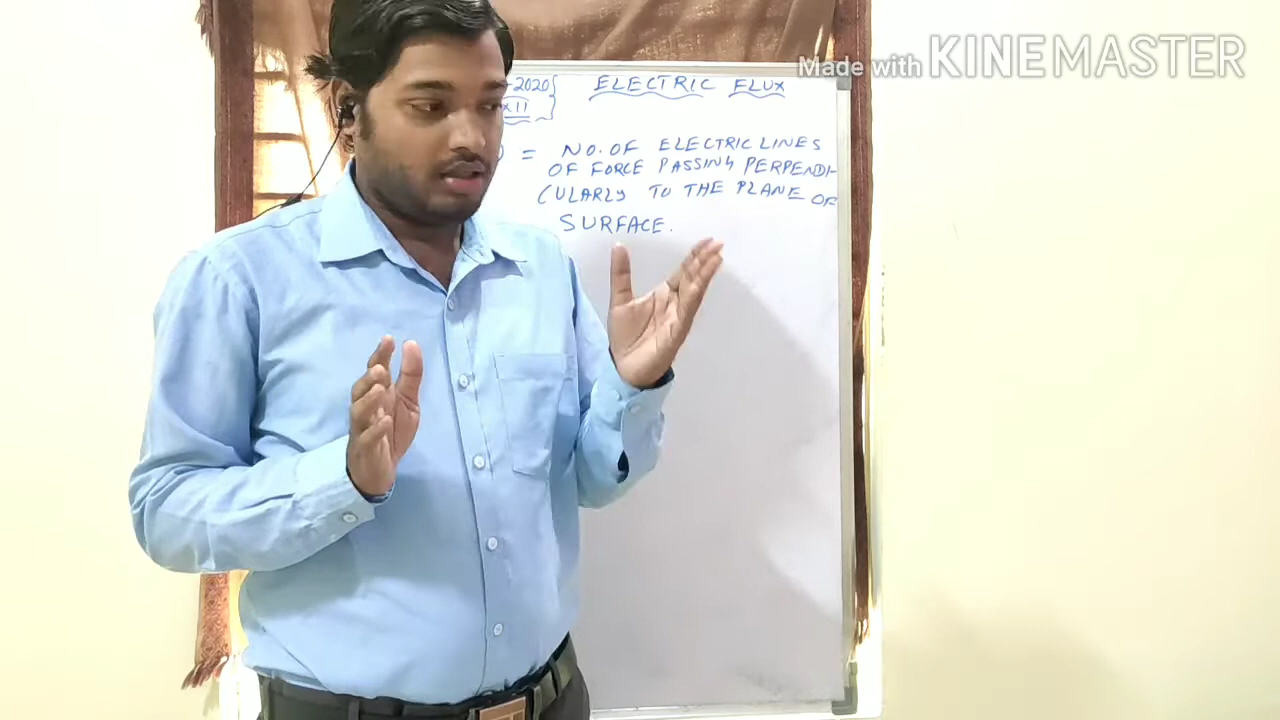 Made with KINEMASTER
-2020 ELECTRIC FLUX
= NO. OF ELECTRIC LINES
OF FORCE PASSING PERPENDI-
CULARLY TO THE PLANE OF
SURFACE.